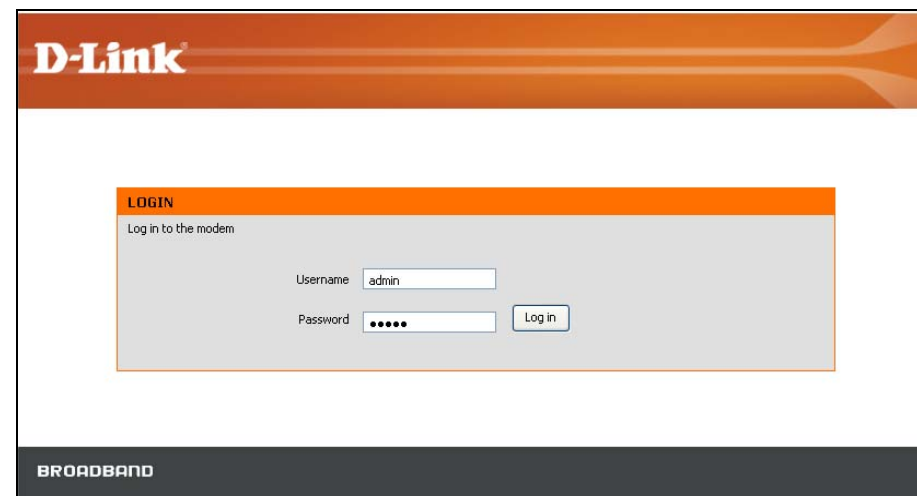 D-Link
LOGIN
Log in to the modem
Username admin
Password ●●●●● Log in
BROADBAND